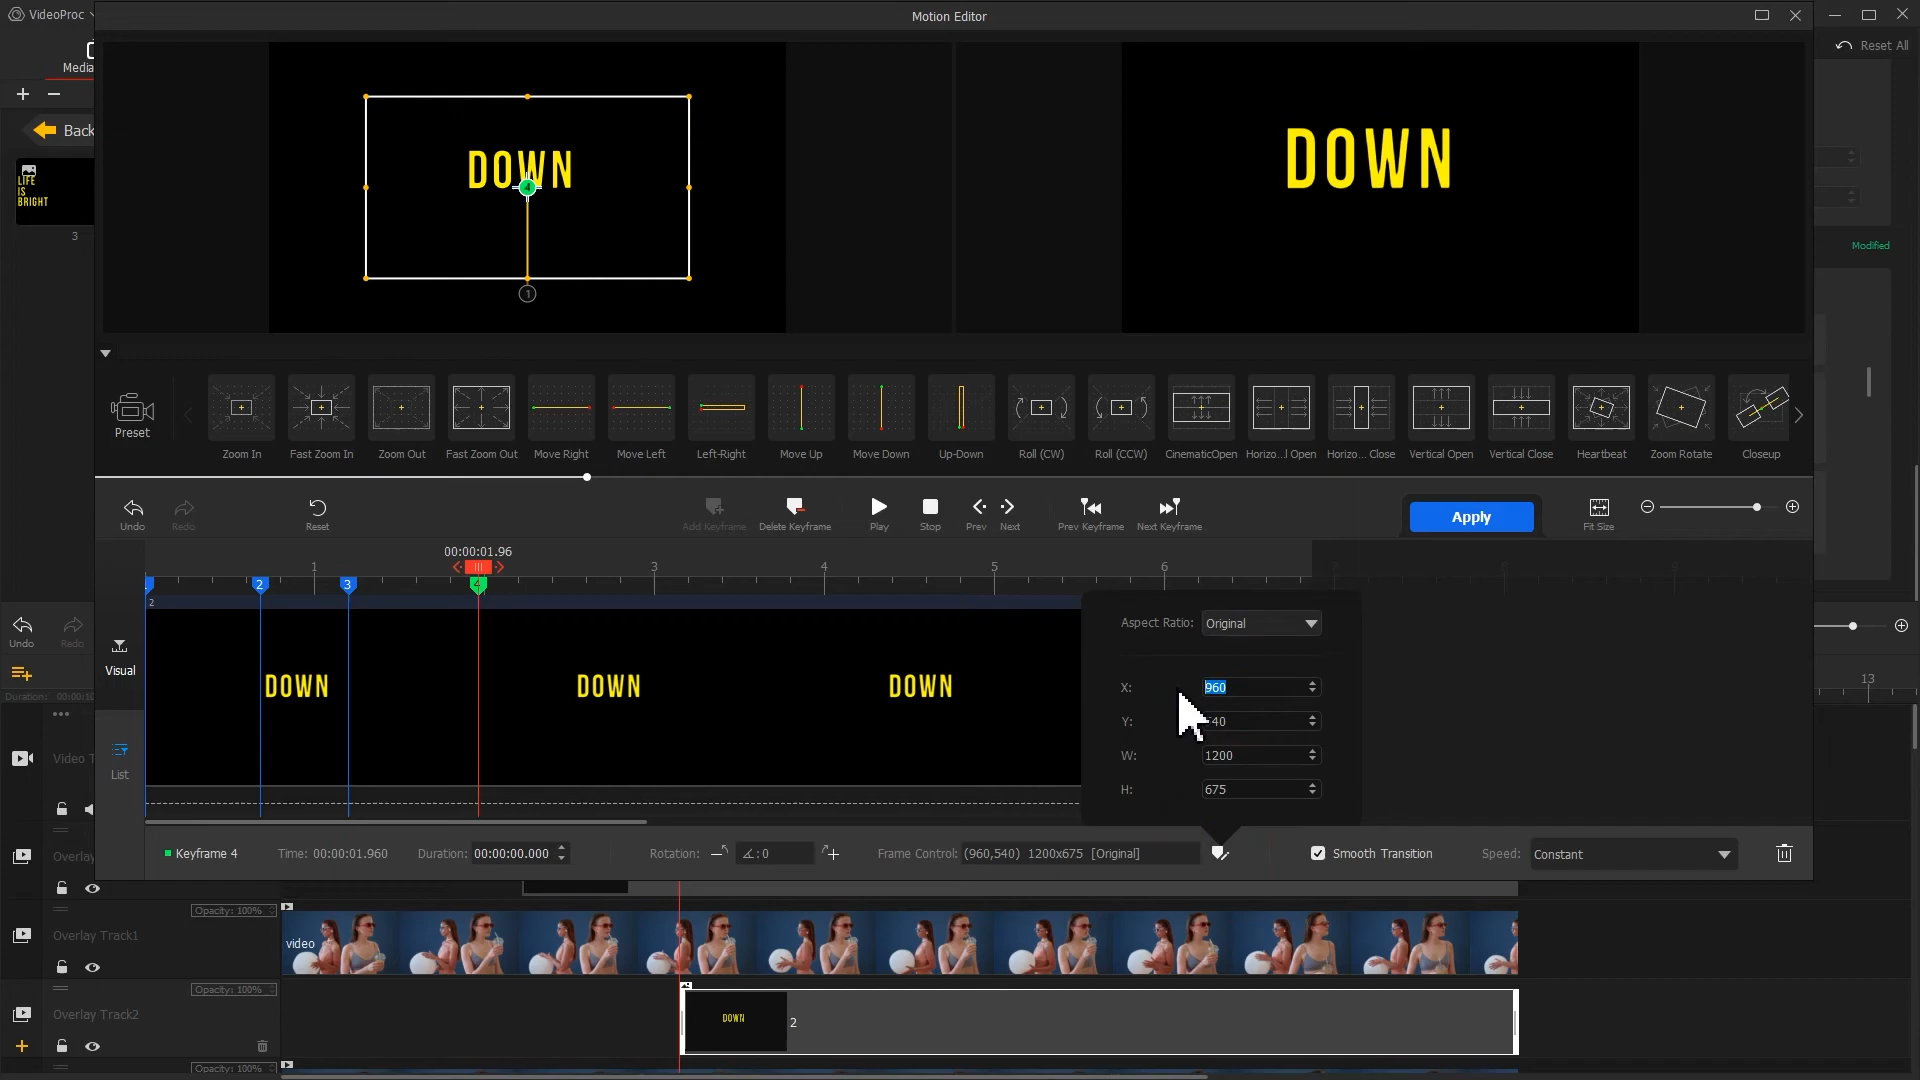 VideoProc
Motion Editor
Reset All
Media
Back
LIFE
IS
BRIGHT
3
DOWN
4
1
DOWN
Modified
Preset
Zoom In
Fast Zoom In
Zoom Out
Fast Zoom Out
Move Right
Move Left
Left-Right
Move Up
Move Down
Up-Down
Roll (CW)
Roll (CCW)
CinematicOpen
Horizo...l Open
Horizo... Close
Vertical Open
Vertical Close
Heartbeat
Zoom Rotate
Closeup
Undo
Redo
Reset
Add Keyframe
Delete Keyframe
Play
Stop
Prev
Next
Prev Keyframe
Next Keyframe
Apply
Fit Size
00:00:01.96
1
3
4
5
6
2
3
4
2
DOWN
DOWN
DOWN
Visual
List
Aspect Ratio: Original
X: 960
Y:
W: 1200
H: 675
Keyframe 4
Time: 00:00:01.960
Duration: 00:00:00.000
Rotation:
∠:0
Frame Control: (960,540) 1200x675 [Original]
Smooth Transition
Speed: Constant
Undo
Redo
13
Video T
Overlay
Opacity: 100%
Overlay Track1
video
Opacity: 100%
Overlay Track2
DOWN
2
Opacity: 100%